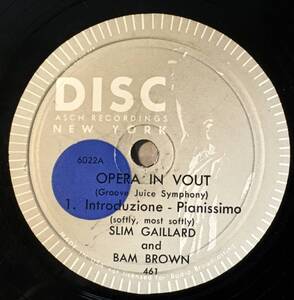 DISC
ASCH RECORDINGS
NEW YORK
6022A
OPERA IN VOUT
(Groove Juice Symphony)
1. Introduzione - Pianissimo
(softly, most softly)
SLIM GAILLARD
and
BAM BROWN
461